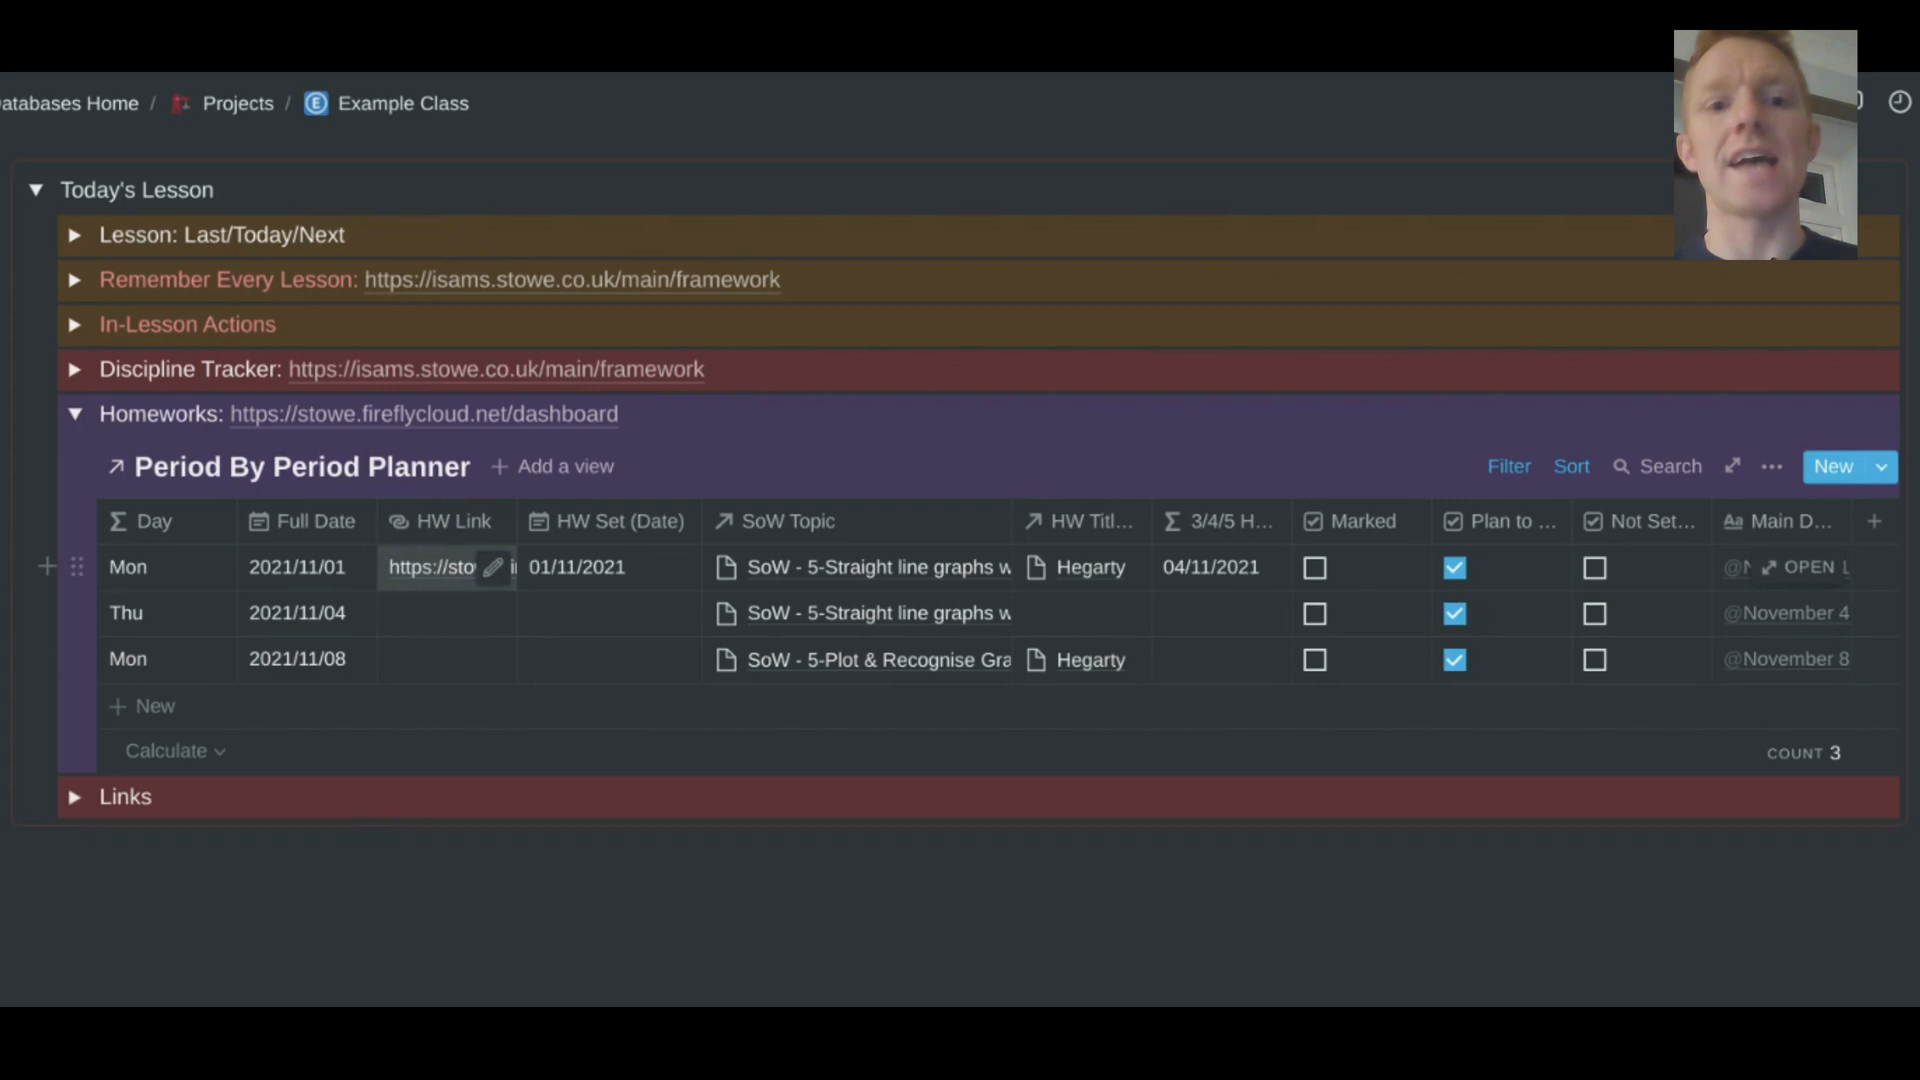 atabases Home / Projects / E Example Class
Today's Lesson
Lesson: Last/Today/Next
Remember Every Lesson: https://isams.stowe.co.uk/main/framework
In-Lesson Actions
Discipline Tracker: https://isams.stowe.co.uk/main/framework
Homeworks: https://stowe.fireflycloud.net/dashboard
Period By Period Planner + Add a view Filter Sort Search ••• New
Day Full Date HW Link HW Set (Date) SoW Topic HW Titl... 3/4/5 H... Marked Plan to ... Not Set... Aa Main D... +
Mon 2021/11/01 https://sto 01/11/2021 SoW - 5-Straight line graphs w Hegarty 04/11/2021 OPEN
Thu 2021/11/04 SoW - 5-Straight line graphs w @November 4
Mon 2021/11/08 SoW - 5-Plot & Recognise Gra Hegarty @November 8
+ New
Calculate COUNT 3
Links